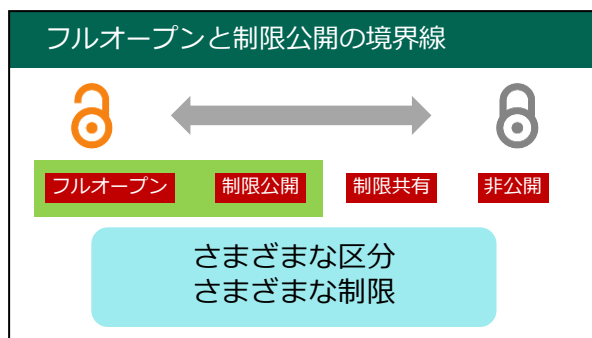 フルオープンと制限公開の境界線
フルオープン 制限公開 制限共有 非公開
さまざまな区分
さまざまな制限